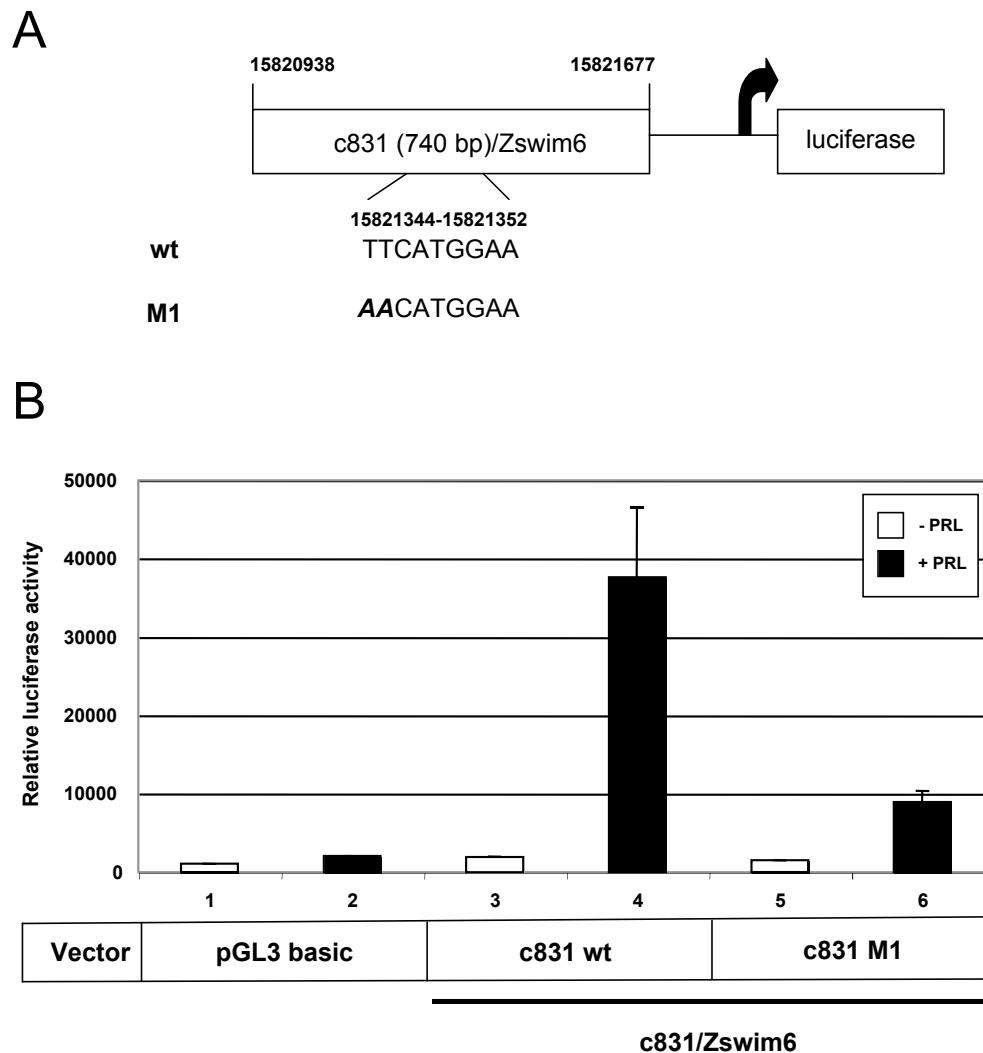 A
15820938 15821677
c831 (740 bp)/Zswim6 luciferase
15821344-15821352
wt TTCATGGAA
M1 AACATGGAA
B
Relative luciferase activity
50000
40000
30000
20000
10000
0
- PRL
+ PRL
1 2 3 4 5 6
Vector pGL3 basic c831 wt c831 M1
c831/Zswim6